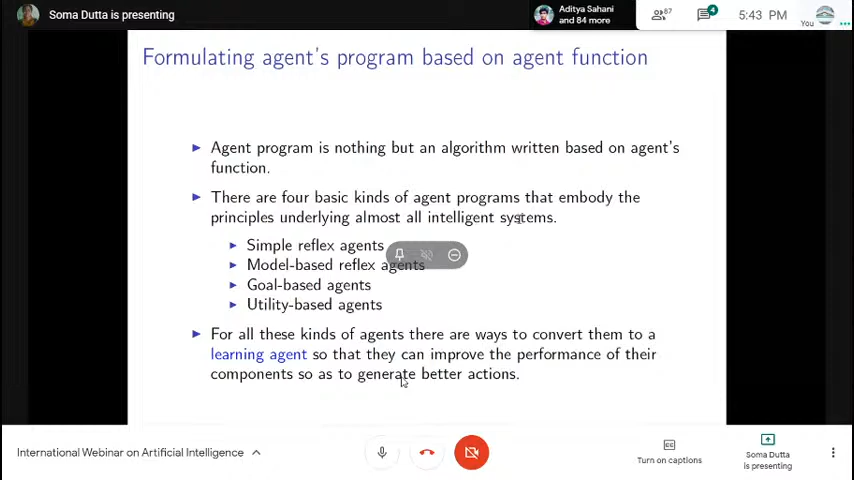 Soma Dutta is presenting
Aditya Sahani
and 84 more
87
4
5:43 PM
You
Formulating agent's program based on agent function
Agent program is nothing but an algorithm written based on agent's
function.
There are four basic kinds of agent programs that embody the
principles underlying almost all intelligent systems.
Simple reflex agents
Model-based reflex agents
Goal-based agents
Utility-based agents
For all these kinds of agents there are ways to convert them to a
learning agent so that they can improve the performance of their
components so as to generate better actions.
International Webinar on Artificial Intelligence
Turn on captions
Soma Dutta
is presenting